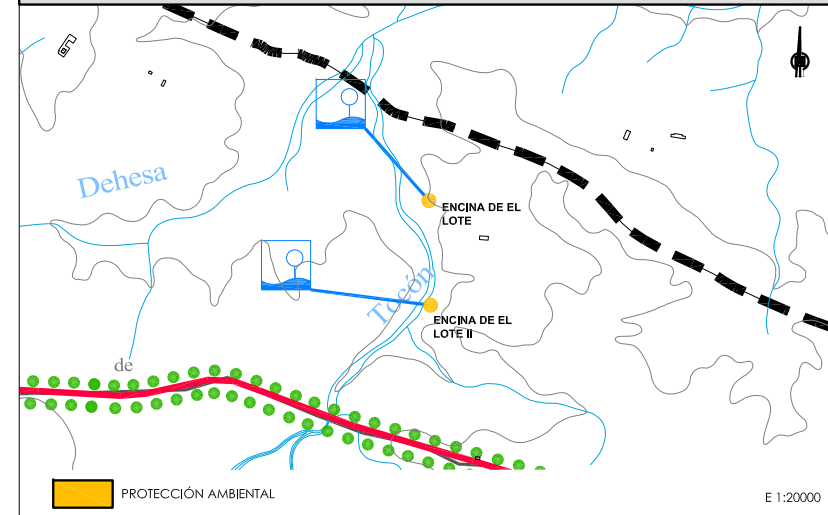 Dehesa
ENCINA DE EL
LOTE
Tocón
ENCINA DE EL
LOTE II
de
PROTECCIÓN AMBIENTAL
E 1:20000